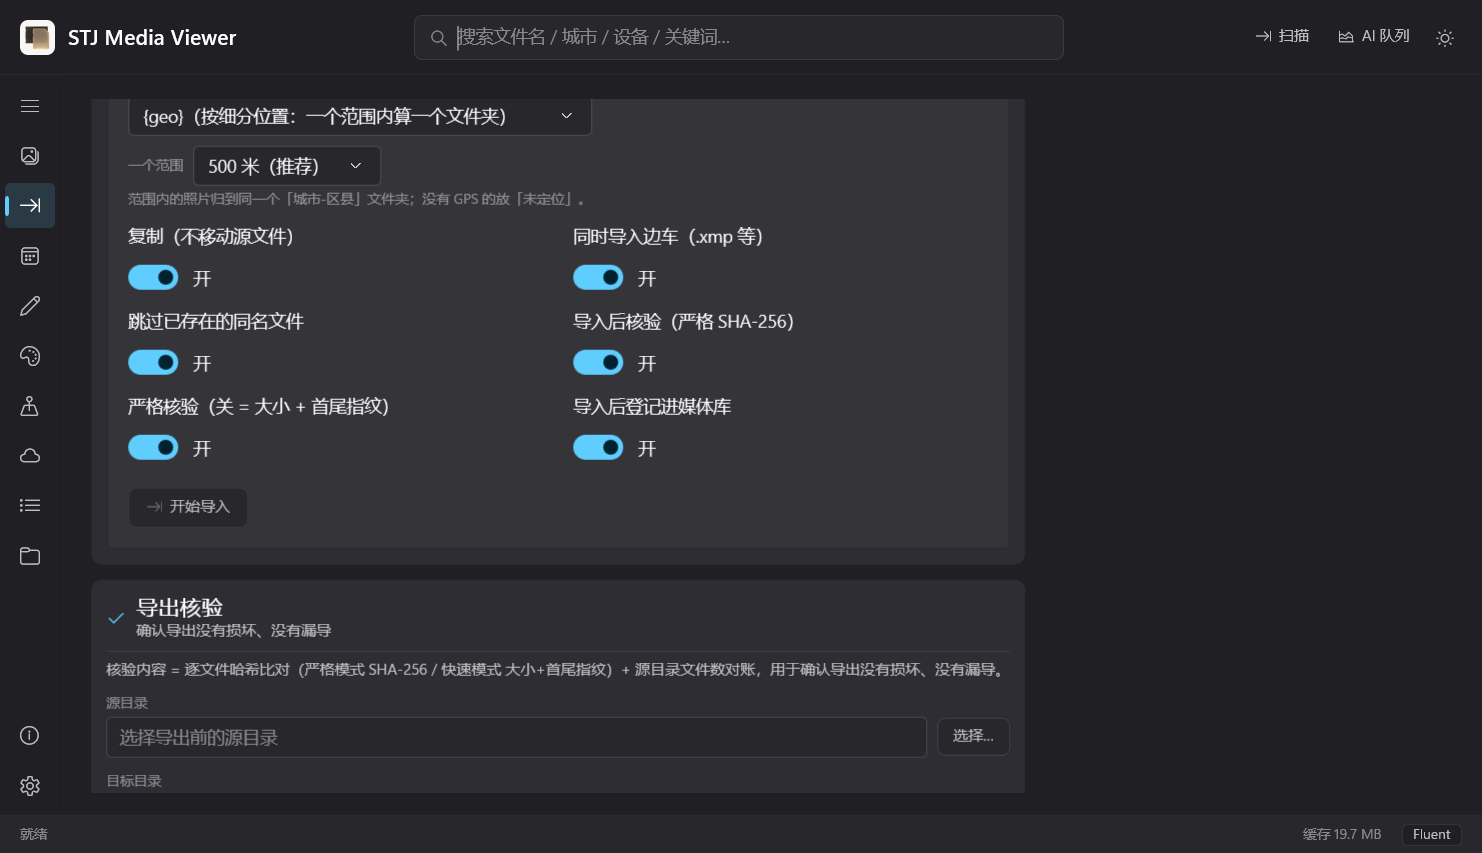 STJ Media Viewer
搜索文件名 / 城市 / 设备 / 关键词...
扫描
AI 队列
{geo}（按细分位置：一个范围内算一个文件夹）
一个范围
500 米（推荐）
范围内的照片归到同一个「城市-区县」文件夹；没有 GPS 的放「未定位」。
复制（不移动源文件）
同时导入边车（.xmp 等）
开
开
跳过已存在的同名文件
导入后核验（严格 SHA-256）
开
开
严格核验（关 = 大小 + 首尾指纹）
导入后登记进媒体库
开
开
开始导入
导出核验
确认导出没有损坏、没有漏导
核验内容 = 逐文件哈希比对（严格模式 SHA-256 / 快速模式 大小+首尾指纹）+ 源目录文件数对账，用于确认导出没有损坏、没有漏导。
源目录
选择导出前的源目录
选择...
目标目录
就绪
缓存 19.7 MB
Fluent